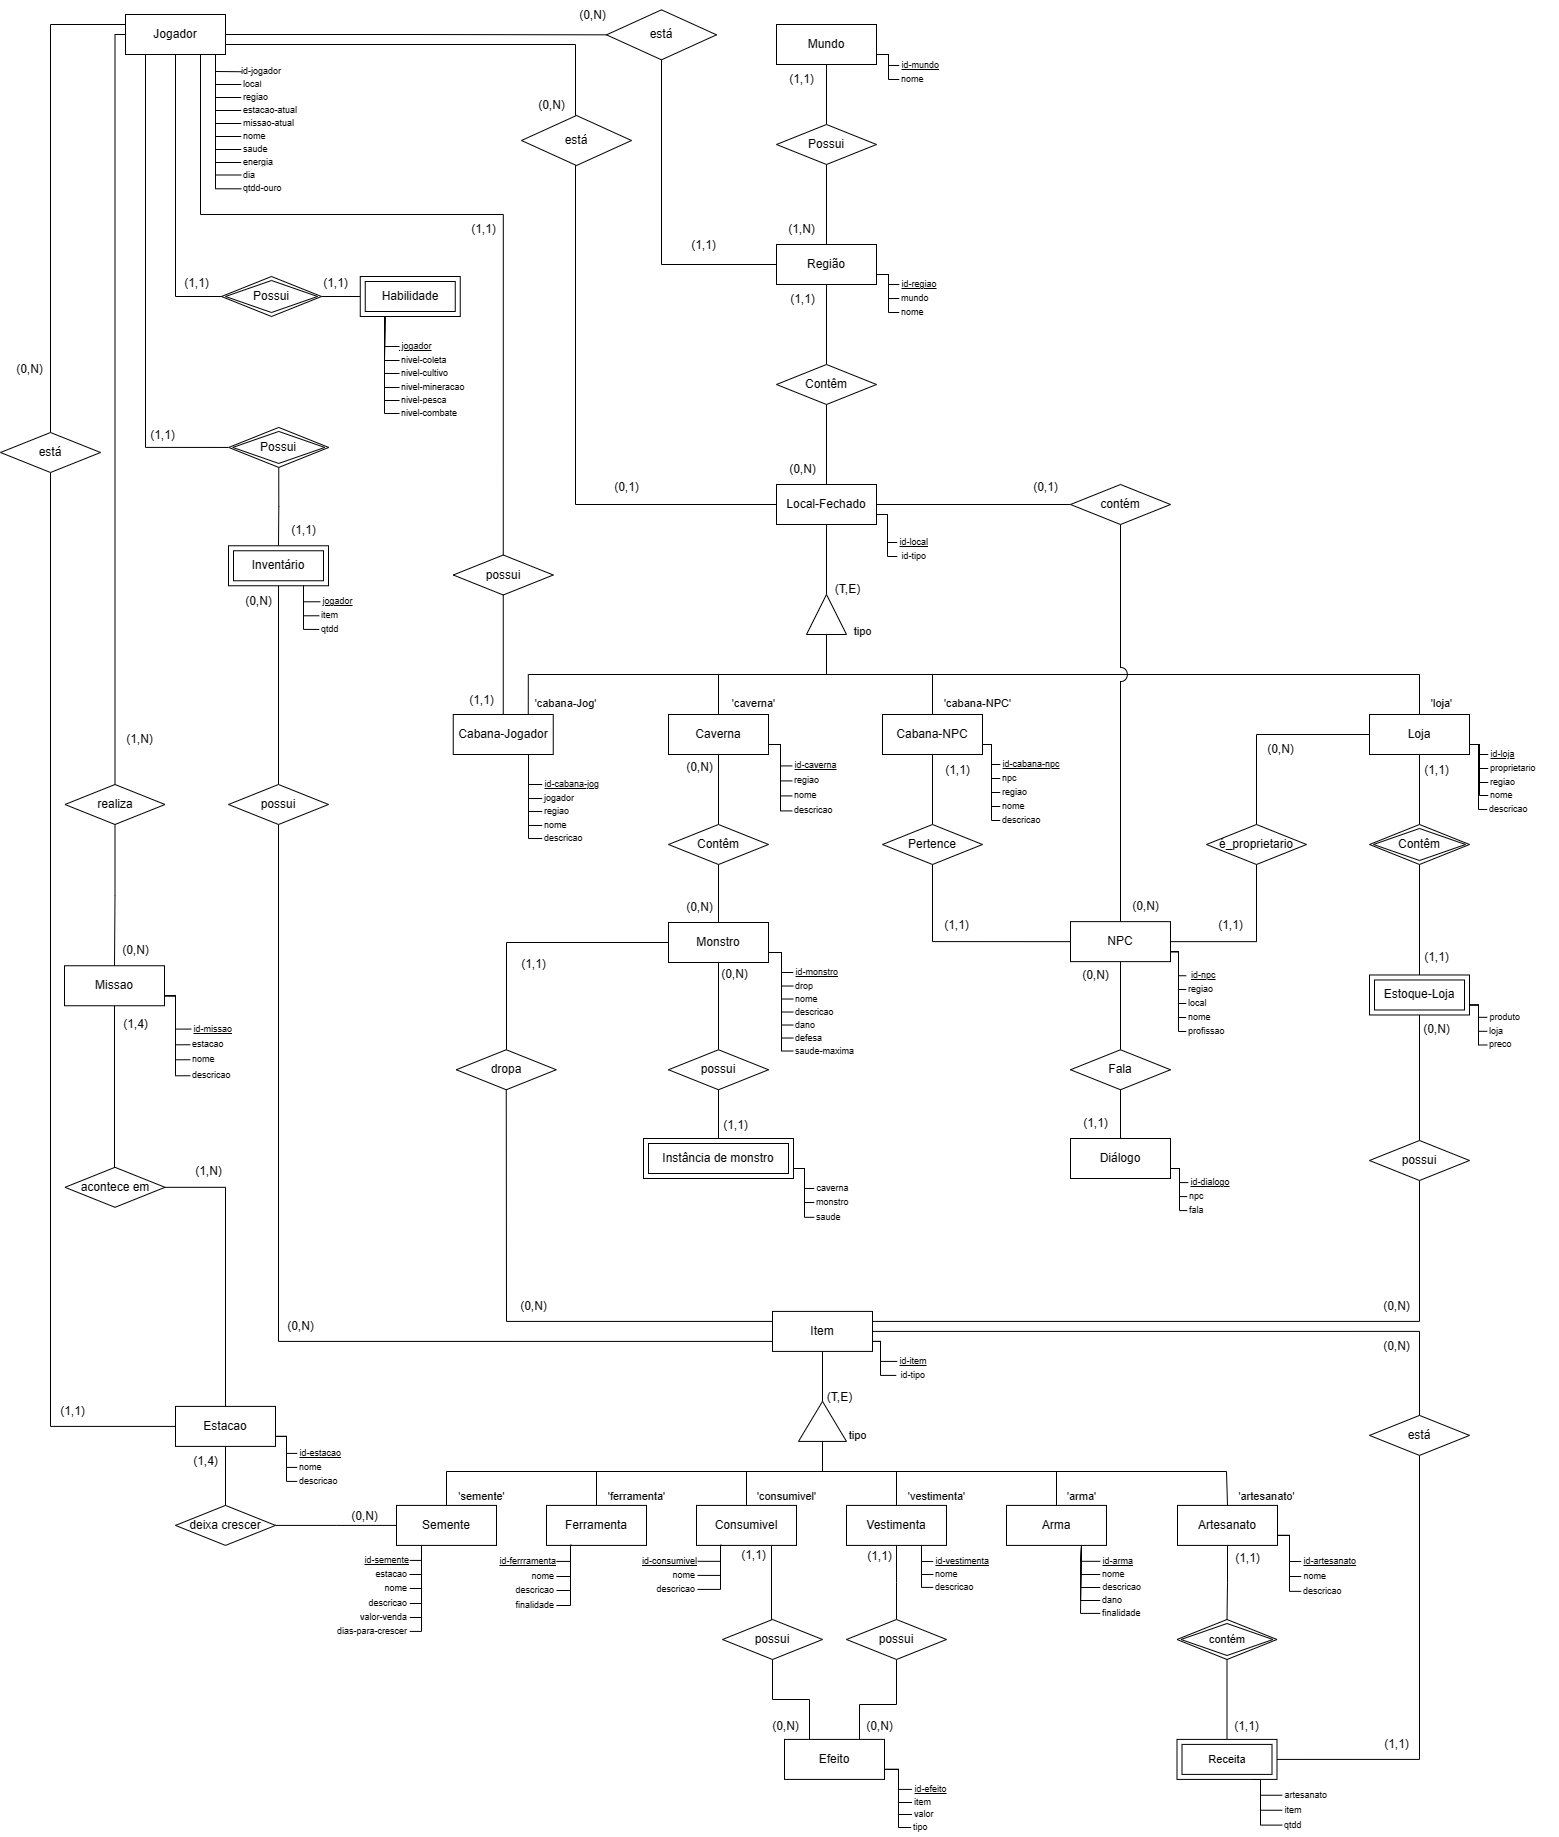 Jogador
id-jogador
local
regiao
estacao-atual
missao-atual
nome
saude
energia
dia
qtdd-ouro
(0,N)
está
Mundo
id-mundo
nome
(1,1)
(0,N)
está
Possui
(1,1)
(1,N)
(1,1)
Região
id-regiao
mundo
nome
(1,1)
(1,1)
Possui
(1,1)
Habilidade
jogador
nivel-coleta
nivel-cultivo
nivel-mineracao
nivel-pesca
nivel-combate
(0,N)
está
Contêm
(1,1)
Possui
(0,N)
(0,1)
Local-Fechado
id-local
id-tipo
(0,1)
contém
(1,1)
Inventário
(0,N)
jogador
item
qtdd
possui
(T,E)
tipo
(1,1)
'cabana-Jog'
Cabana-Jogador
id-cabana-jog
jogador
regiao
nome
descricao
'caverna'
Caverna
(0,N)
id-caverna
regiao
nome
descricao
'cabana-NPC'
Cabana-NPC
(1,1)
id-cabana-npc
npc
regiao
nome
descricao
'loja'
Loja
(0,N)
(1,1)
id-loja
proprietario
regiao
nome
descricao
(1,N)
realiza
possui
Contêm
Pertence
e_proprietario
Contêm
(0,N)
Missao
(1,4)
id-missao
estacao
nome
descricao
(0,N)
Monstro
(1,1)
(0,N)
id-monstro
drop
nome
descricao
dano
defesa
saude-maxima
(1,1)
(0,N)
NPC
(1,1)
(0,N)
id-npc
regiao
local
nome
profissao
(1,1)
Estoque-Loja
(0,N)
produto
loja
preco
dropa
possui
Fala
(1,1)
Instância de monstro
caverna
monstro
saude
(1,1)
Diálogo
id-dialogo
npc
fala
possui
acontece em
(1,N)
(0,N)
(0,N)
(0,N)
(0,N)
Item
id-item
id-tipo
(T,E)
tipo
(1,1)
Estacao
(1,4)
id-estacao
nome
descricao
está
deixa crescer
(0,N)
'semente'
Semente
id-semente
estacao
nome
descricao
valor-venda
dias-para-crescer
'ferramenta'
Ferramenta
id-ferrramenta
nome
descricao
finalidade
'consumivel'
Consumivel
(1,1)
id-consumivel
nome
descricao
'vestimenta'
Vestimenta
(1,1)
id-vestimenta
nome
descricao
'arma'
Arma
id-arma
nome
descricao
dano
finalidade
'artesanato'
Artesanato
(1,1)
id-artesanato
nome
descricao
possui
possui
contém
(0,N)
(0,N)
Efeito
id-efeito
item
valor
tipo
(1,1)
(1,1)
Receita
artesanato
item
qtdd